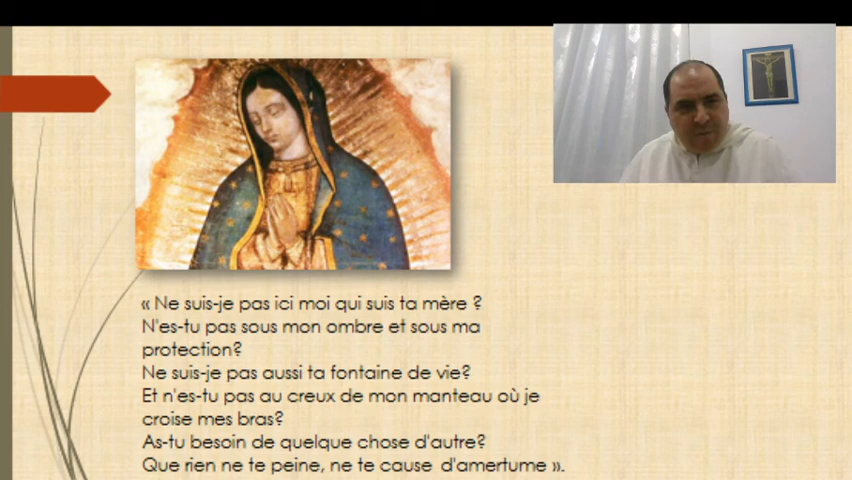 « Ne suis-je pas ici moi qui suis ta mère ?
N'es-tu pas sous mon ombre et sous ma
protection?
Ne suis-je pas aussi ta fontaine de vie?
Et n'es-tu pas au creux de mon manteau où je
croise mes bras?
As-tu besoin de quelque chose d'autre?
Que rien ne te peine, ne te cause d'amertume ».